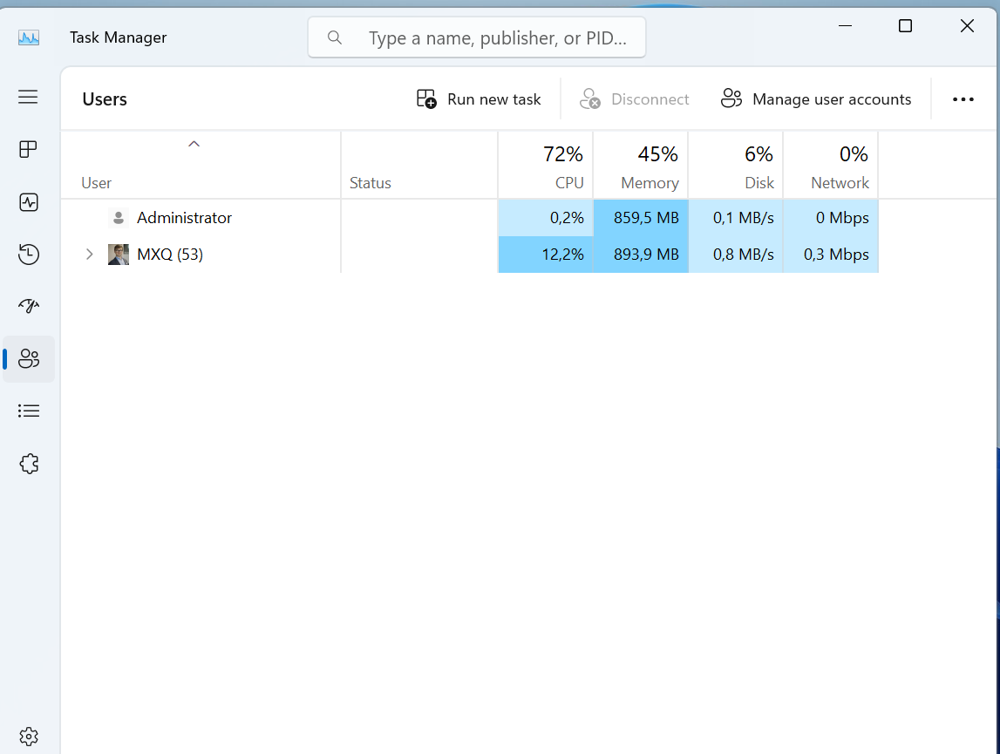 Task Manager
Type a name, publisher, or PID...
Users
Run new task
Disconnect
Manage user accounts
72% 45% 6% 0%
User Status CPU Memory Disk Network
Administrator 0,2% 859,5 MB 0,1 MB/s 0 Mbps
MXQ (53) 12,2% 893,9 MB 0,8 MB/s 0,3 Mbps